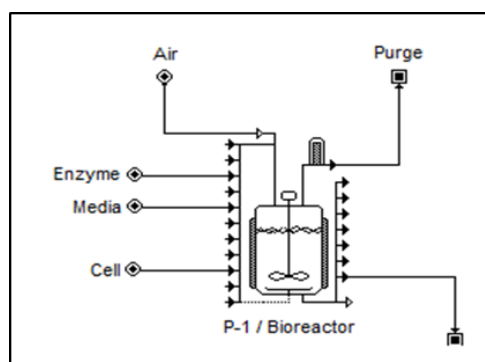 Air
Purge
Enzyme
Media
Cell
P-1 / Bioreactor